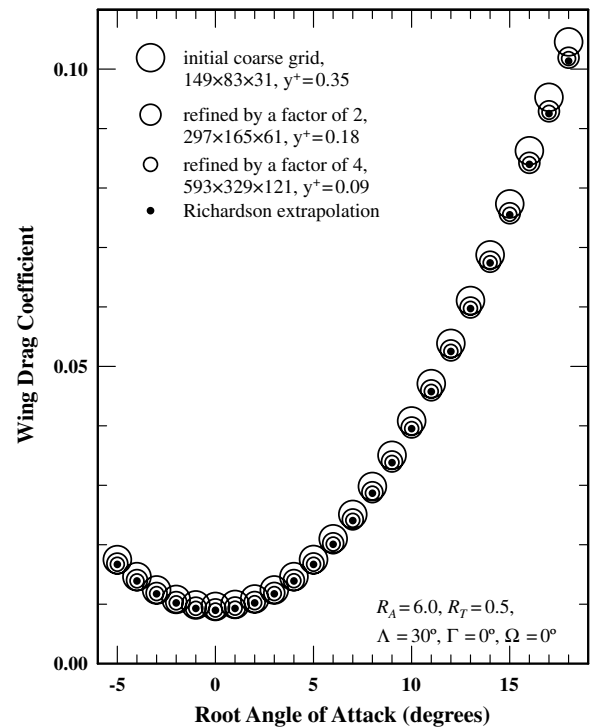 initial coarse grid,
149×83×31, y⁺=0.35
refined by a factor of 2,
297×165×61, y⁺=0.18
refined by a factor of 4,
593×329×121, y⁺=0.09
Richardson extrapolation
0.10
0.05
0.00
Wing Drag Coefficient
R_A=6.0, R_T=0.5,
Λ=30º, Γ=0º, Ω=0º
-5 0 5 10 15
Root Angle of Attack (degrees)